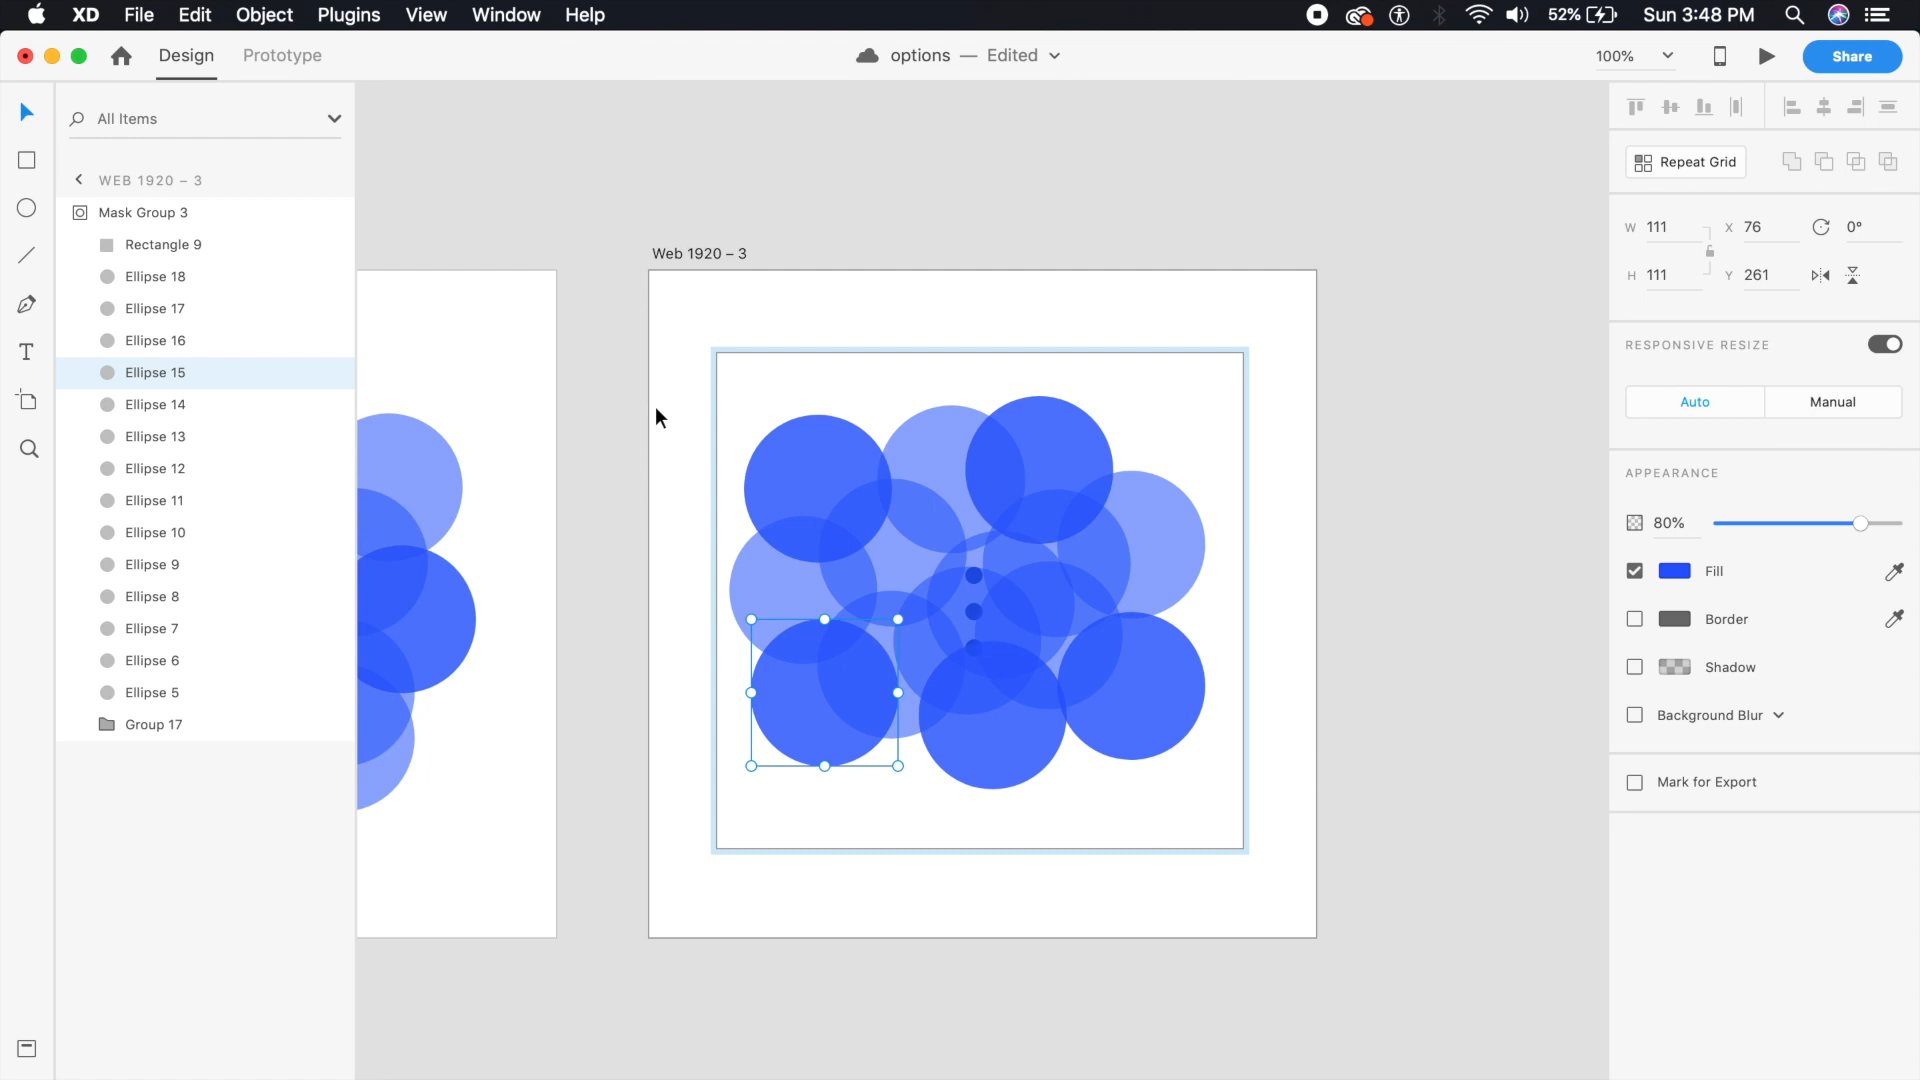 XD File Edit Object Plugins View Window Help 52% Sun 3:48 PM
Design Prototype options — Edited 100% Share
All Items
WEB 1920 – 3
Mask Group 3
Rectangle 9
Ellipse 18
Ellipse 17
Ellipse 16
Ellipse 15
Ellipse 14
Ellipse 13
Ellipse 12
Ellipse 11
Ellipse 10
Ellipse 9
Ellipse 8
Ellipse 7
Ellipse 6
Ellipse 5
Group 17
Web 1920 – 3
Repeat Grid
W 111 X 76 0°
H 111 Y 261
RESPONSIVE RESIZE
Auto Manual
APPEARANCE
80%
Fill
Border
Shadow
Background Blur
Mark for Export